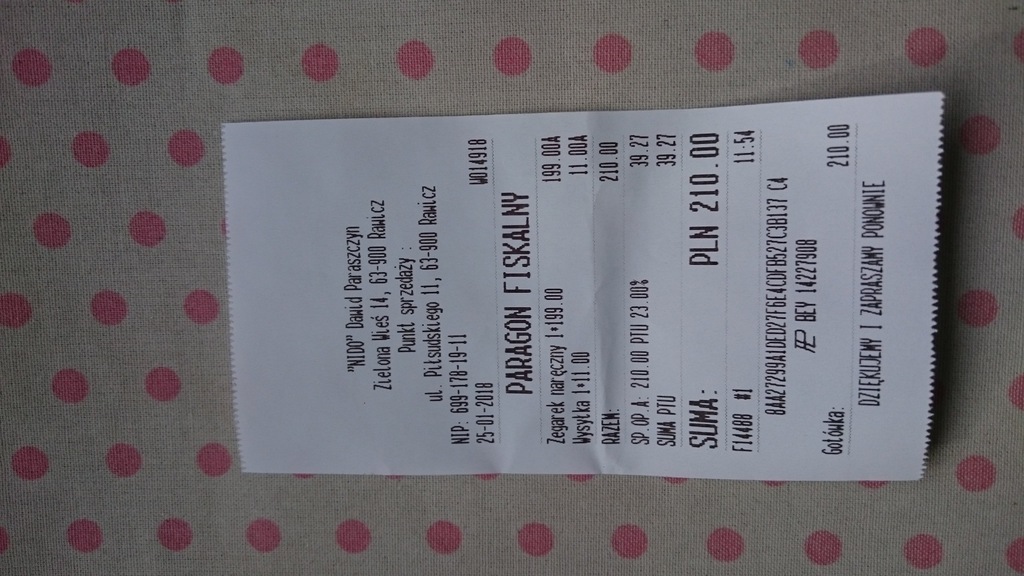 "NIDO" Dawid Paraszczyn
Zielona Wieś 14, 63-900 Rawicz
Punkt sprzedaży :
ul. Piłsudskiego 11, 63-900 Rawicz
NIP: 699-178-19-11
25-01-2018 W014918
PARAGON FISKALNY
Zegarek naręczny 1*199.00 199.00A
Wysyłka 1*11.00 11.00A
RAZEM: 210.00
SP.OP.A: 210.00 PTU 23.00% 39.27
SUMA PTU 39.27
SUMA: PLN 210.00
F14488 #1 11:54
BEY 14227908
Gotówka: 210.00
DZIĘKUJEMY I ZAPRASZAMY PONOWNIE